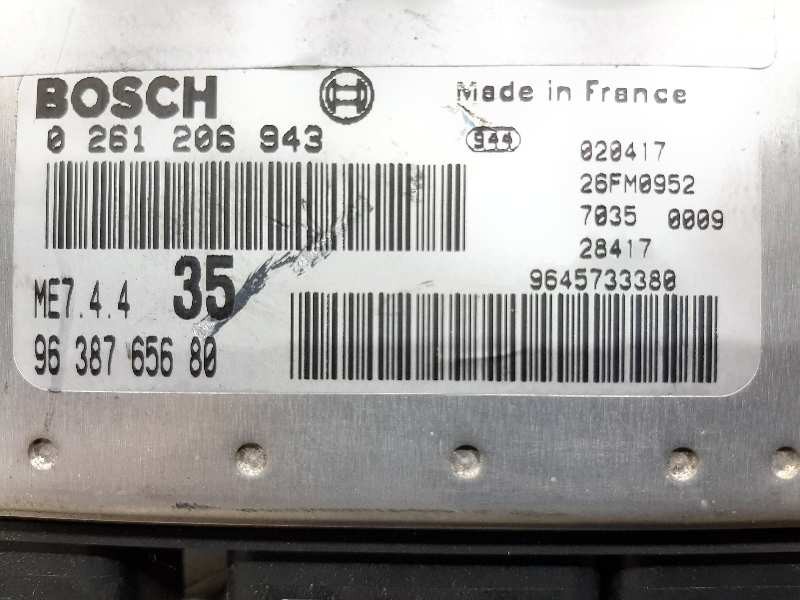 BOSCH
Made in France
0 261 206 943
944
020417
26FM0952
7035 0009
28417
9645733380
ME7.4.4 35
96 387 656 80